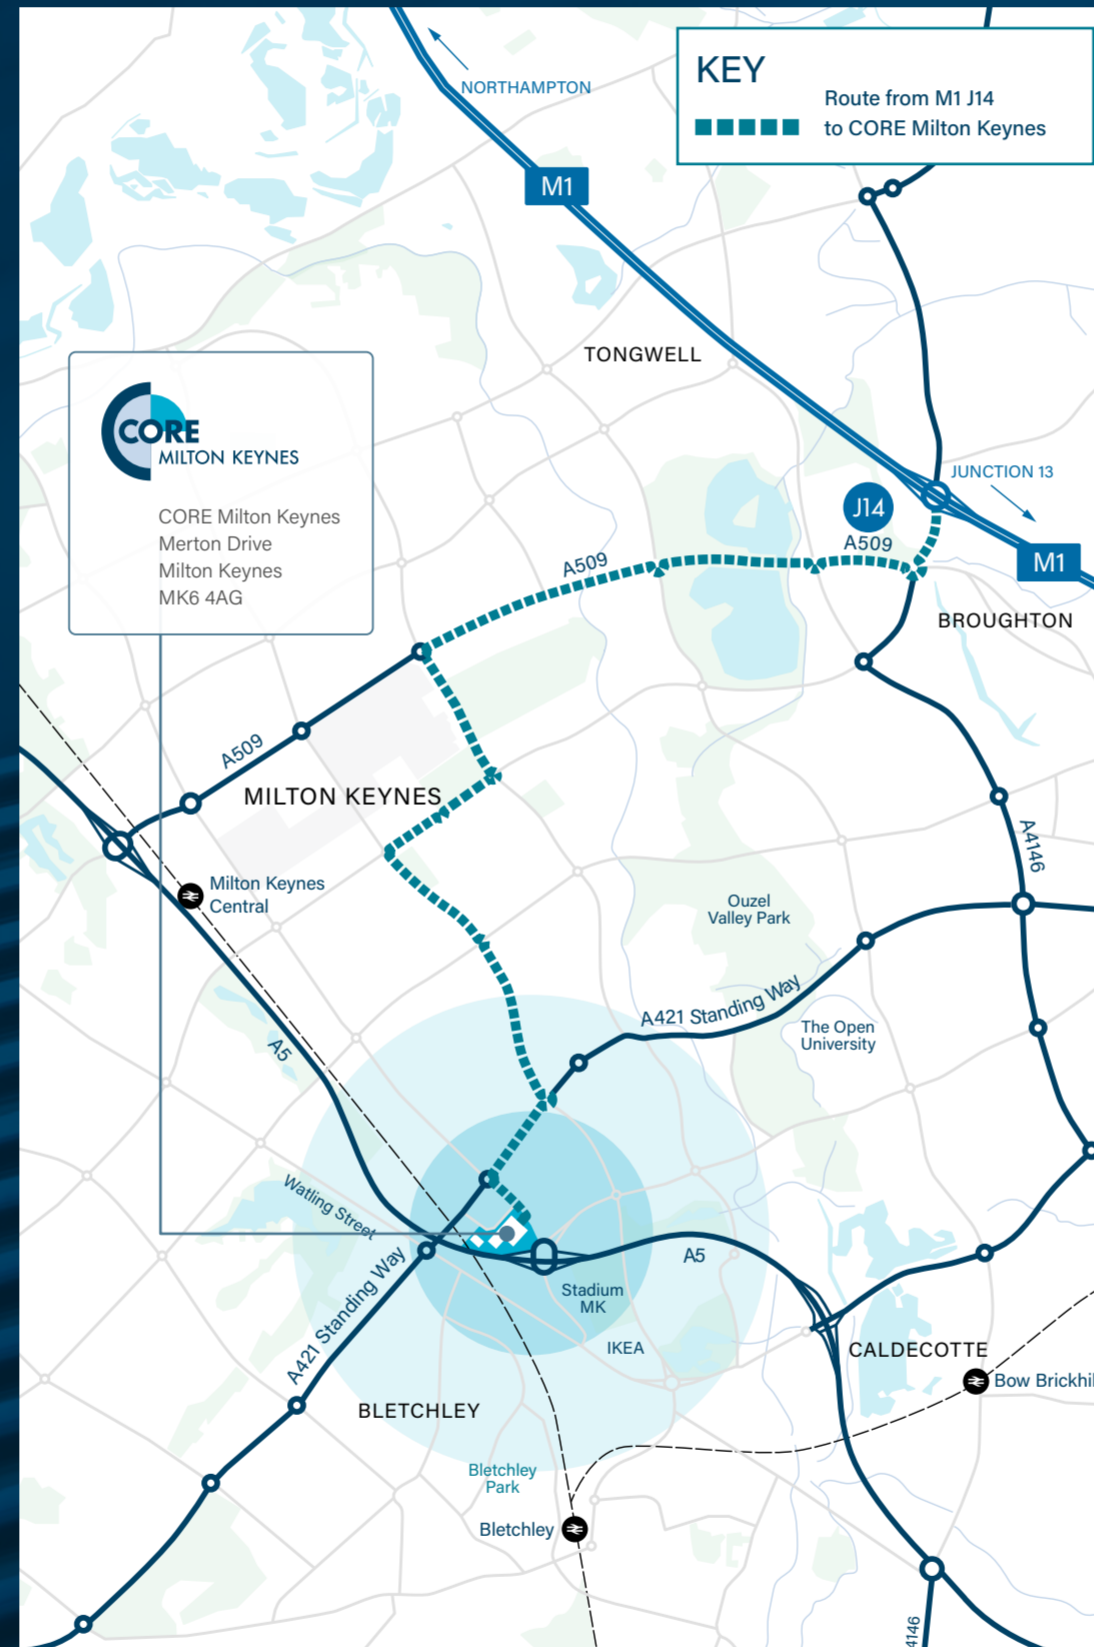 NORTHAMPTON
KEY
Route from M1 J14
to CORE Milton Keynes
M1
TONGWELL
CORE
MILTON KEYNES
CORE Milton Keynes
Merton Drive
Milton Keynes
MK6 4AG
JUNCTION 13
J14
A509
M1
A509
BROUGHTON
A509
MILTON KEYNES
A4146
Milton Keynes
Central
Ouzel
Valley Park
A421 Standing Way
The Open
University
A5
Watling Street
A5
A421 Standing Way
Stadium
MK
IKEA
CALDECOTTE
Bow Brickhil
BLETCHLEY
Bletchley
Park
Bletchley
4146